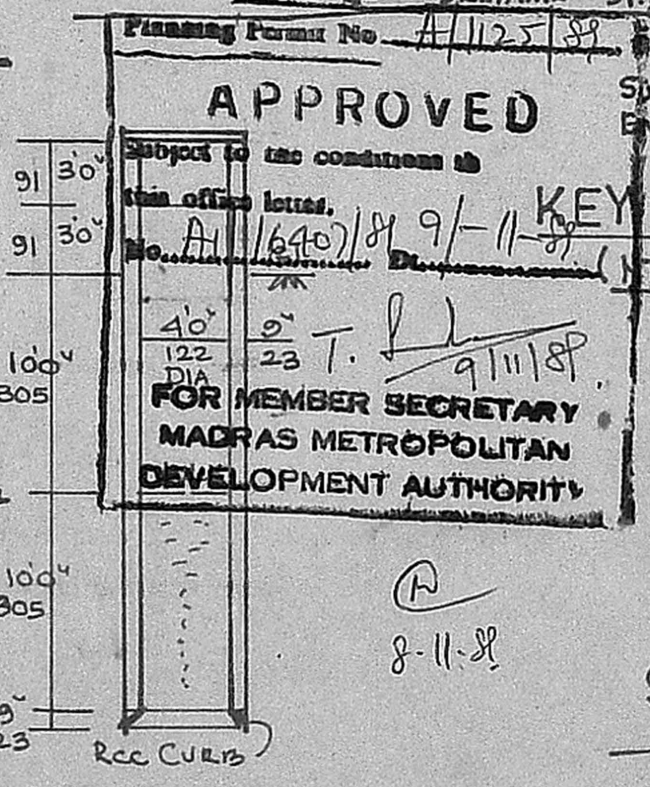 Planning Permit No. A/1125/89
APPROVED
Subject to the conditions in
this office letter.
No. A1/16407/89 Dt. 9/-11-89
KEY
3'0" 91
3'0" 91
10'0" 305
10'0" 305
9" 23
4'0" 122 DIA
9" 23
T.
9/11/89.
FOR MEMBER SECRETARY
MADRAS METROPOLITAN
DEVELOPMENT AUTHORITY
8-11-89
RCC CURB